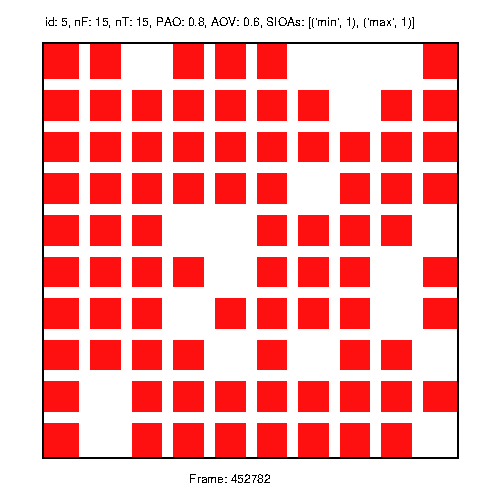 id: 5, nF: 15, nT: 15, PAO: 0.8, AOV: 0.6, SIOAs: [('min', 1), ('max', 1)]
Frame: 452782